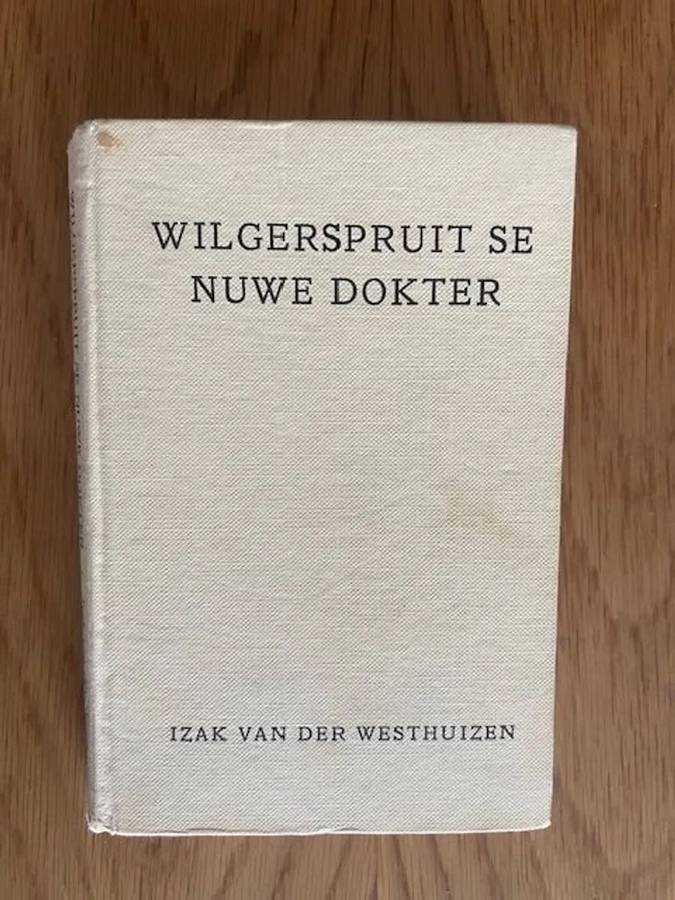 WILGERSPRUIT SE
NUWE DOKTER
IZAK VAN DER WESTHUIZEN